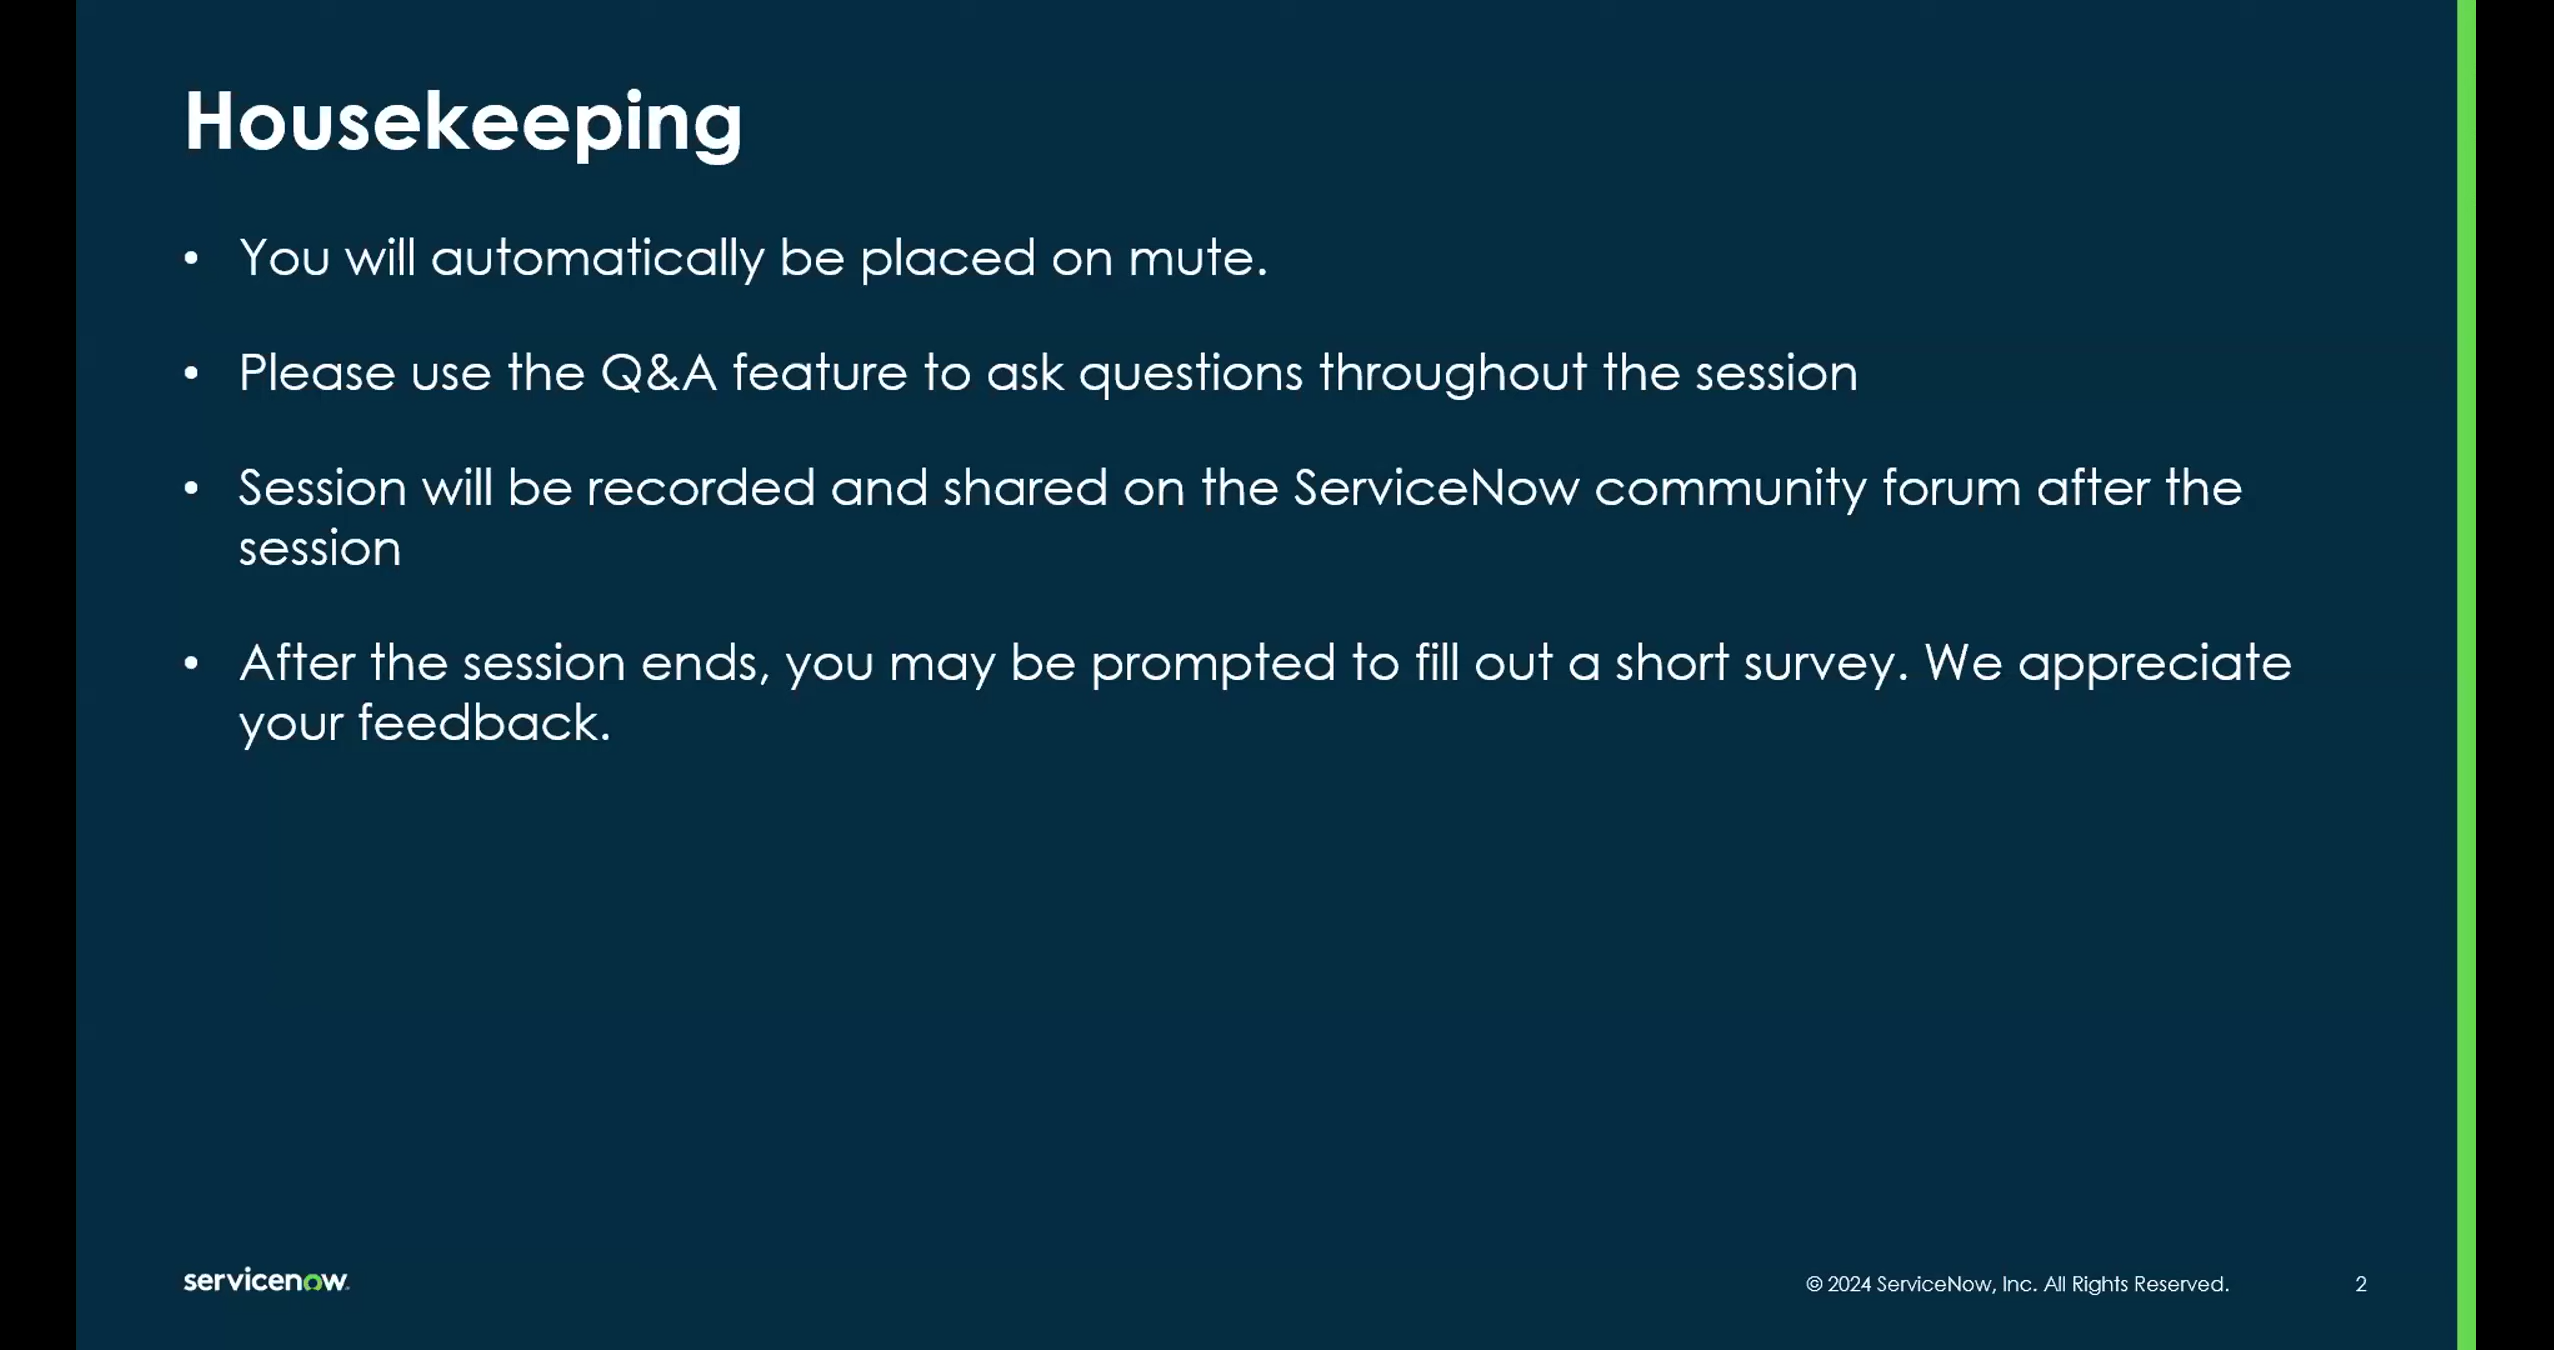 Housekeeping
• You will automatically be placed on mute.
• Please use the Q&A feature to ask questions throughout the session
• Session will be recorded and shared on the ServiceNow community forum after the
session
• After the session ends, you may be prompted to fill out a short survey. We appreciate
your feedback.
servicenow
© 2024 ServiceNow, Inc. All Rights Reserved.
2